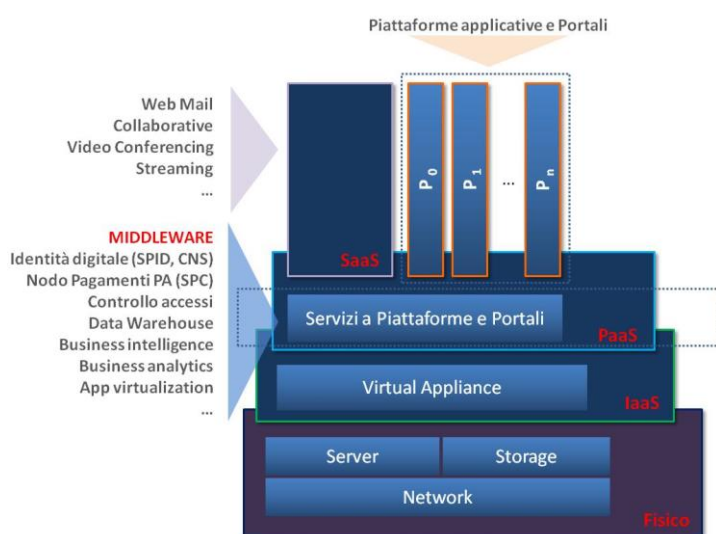 Piattaforme applicative e Portali
Web Mail
Collaborative
Video Conferencing
Streaming
...
P0
P1
...
Pn
SaaS
MIDDLEWARE
Identità digitale (SPID, CNS)
Nodo Pagamenti PA (SPC)
Controllo accessi
Data Warehouse
Business intelligence
Business analytics
App virtualization
...
Servizi a Piattaforme e Portali
PaaS
Virtual Appliance
IaaS
Server
Storage
Network
Fisico